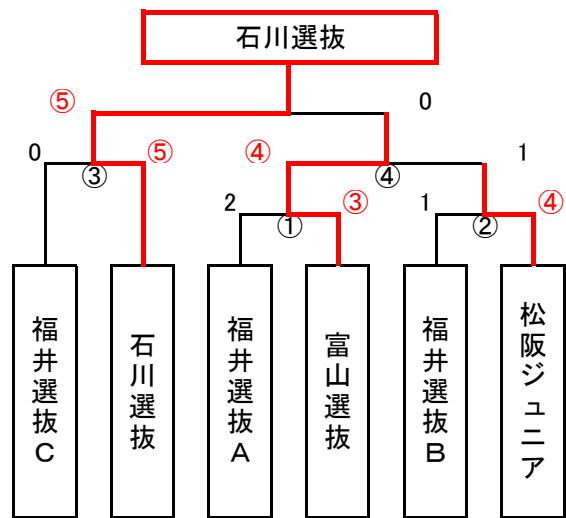 石川選抜
⑤ 0
0 ⑤ ④ 1
③ ④
2 ③ 1 ④
① ②
福井選抜C
石川選抜
福井選抜A
富山選抜
福井選抜B
松阪ジュニア